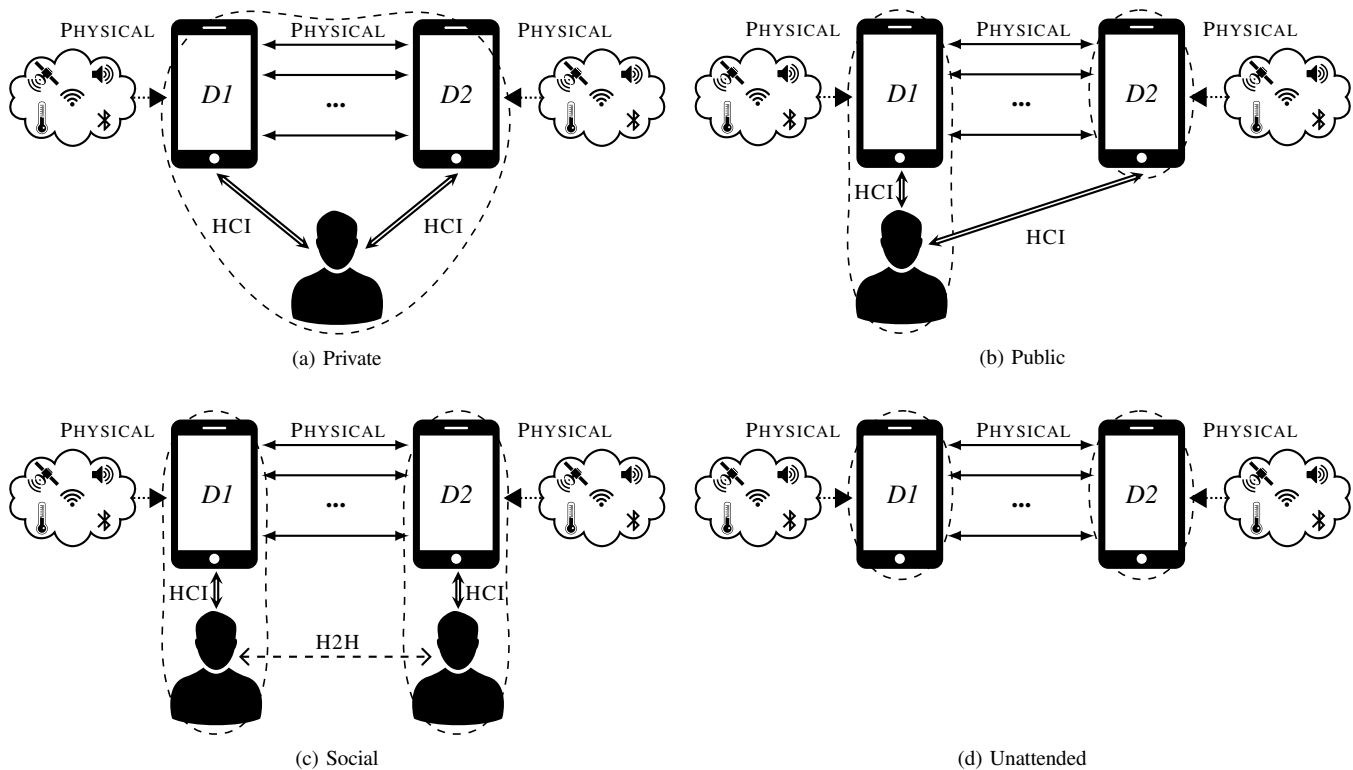 PHYSICAL PHYSICAL PHYSICAL
D1 ... D2
HCI HCI
(a) Private
PHYSICAL PHYSICAL PHYSICAL
D1 ... D2
HCI
HCI
(b) Public
PHYSICAL PHYSICAL PHYSICAL
D1 ... D2
HCI HCI
H2H
(c) Social
PHYSICAL PHYSICAL PHYSICAL
D1 ... D2
(d) Unattended